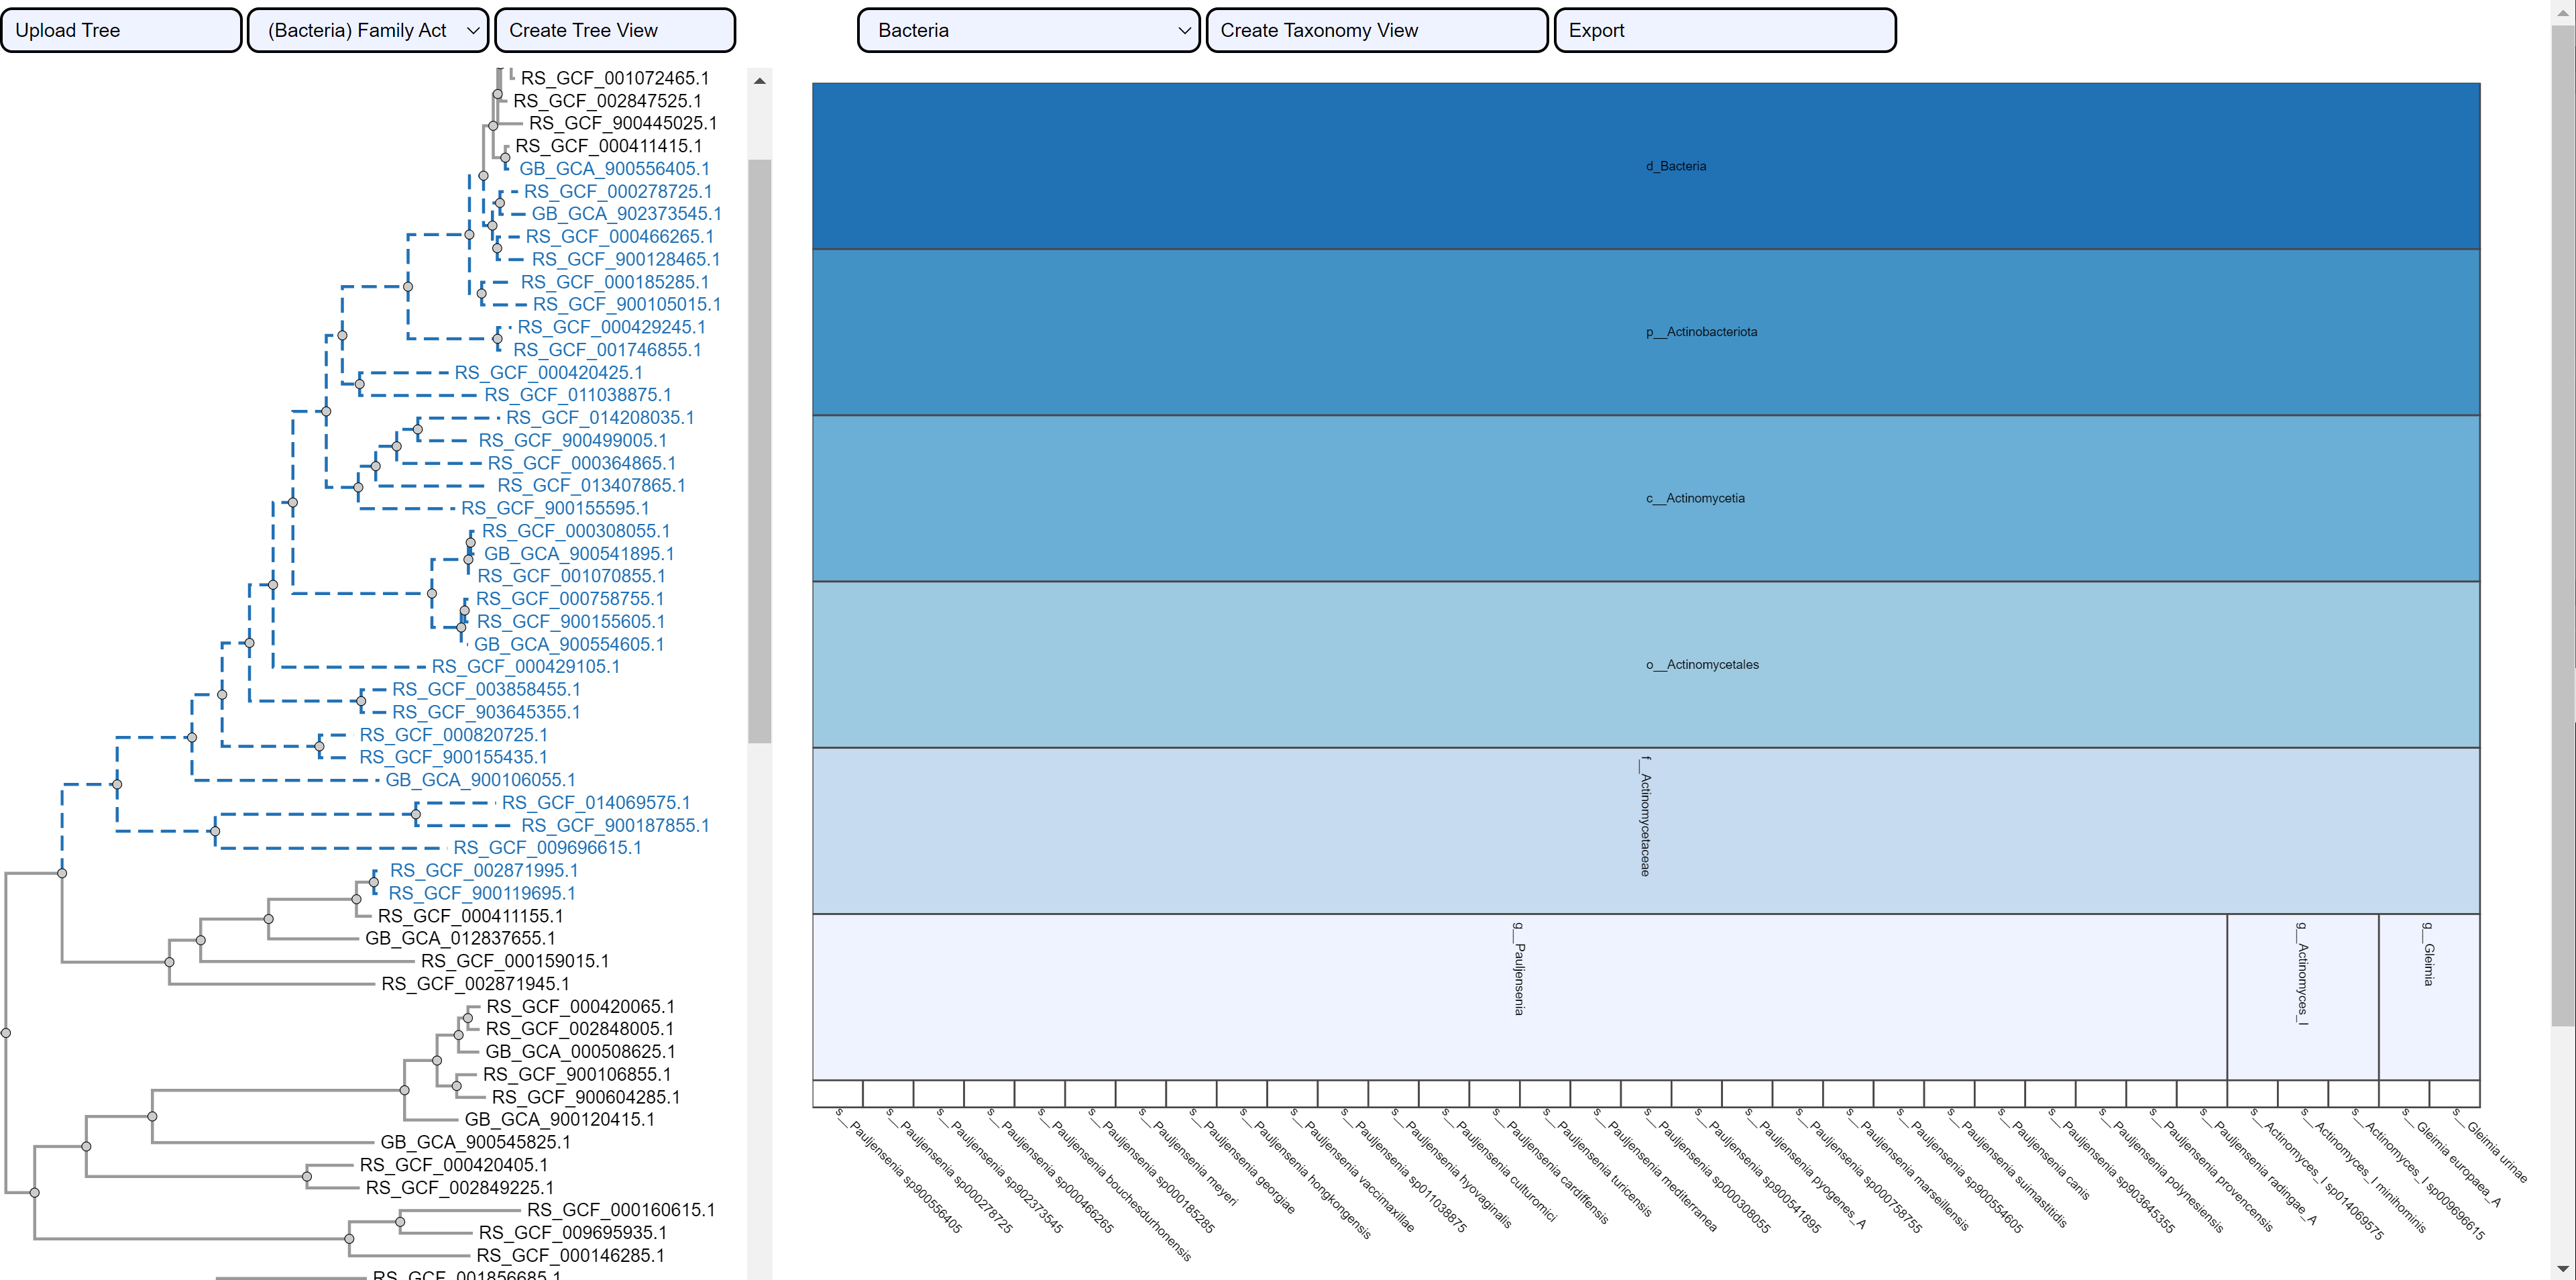 Upload Tree
(Bacteria) Family Act
Create Tree View
Bacteria
Create Taxonomy View
Export
RS_GCF_001072465.1
RS_GCF_002847525.1
RS_GCF_900445025.1
RS_GCF_000411415.1
GB_GCA_900556405.1
RS_GCF_000278725.1
GB_GCA_902373545.1
RS_GCF_000466265.1
RS_GCF_900128465.1
RS_GCF_000185285.1
RS_GCF_900105015.1
RS_GCF_000429245.1
RS_GCF_001746855.1
RS_GCF_000420425.1
RS_GCF_011038875.1
RS_GCF_014208035.1
RS_GCF_900499005.1
RS_GCF_000364865.1
RS_GCF_013407865.1
RS_GCF_900155595.1
RS_GCF_000308055.1
GB_GCA_900541895.1
RS_GCF_001070855.1
RS_GCF_000758755.1
RS_GCF_900155605.1
GB_GCA_900554605.1
RS_GCF_000429105.1
RS_GCF_003858455.1
RS_GCF_903645355.1
RS_GCF_000820725.1
RS_GCF_900155435.1
GB_GCA_900106055.1
RS_GCF_014069575.1
RS_GCF_900187855.1
RS_GCF_009696615.1
RS_GCF_002871995.1
RS_GCF_900119695.1
RS_GCF_000411155.1
GB_GCA_012837655.1
RS_GCF_000159015.1
RS_GCF_002871945.1
RS_GCF_000420065.1
RS_GCF_002848005.1
GB_GCA_000508625.1
RS_GCF_900106855.1
RS_GCF_900604285.1
GB_GCA_900120415.1
GB_GCA_900545825.1
RS_GCF_000420405.1
RS_GCF_002849225.1
RS_GCF_000160615.1
RS_GCF_009695935.1
RS_GCF_000146285.1
RS_GCF_001856685.1
d_Bacteria
p__Actinobacteriota
c__Actinomycetia
o__Actinomycetales
f__Actinomycetaceae
g__Pauljensenia
g__Actinomyces_I
g__Gleimia
s__Pauljensenia sp900556405
s__Pauljensenia sp000278725
s__Pauljensenia sp902373545
s__Pauljensenia sp000466265
s__Pauljensenia bouchesdurhonensis
s__Pauljensenia sp000185285
s__Pauljensenia meyeri
s__Pauljensenia georgiae
s__Pauljensenia hongkongensis
s__Pauljensenia vaccimaxillae
s__Pauljensenia sp011038875
s__Pauljensenia hyovaginalis
s__Pauljensenia culturomici
s__Pauljensenia cardiffensis
s__Pauljensenia turicensis
s__Pauljensenia mediterranea
s__Pauljensenia sp000308055
s__Pauljensenia sp900541895
s__Pauljensenia pyogenes_A
s__Pauljensenia sp000758755
s__Pauljensenia marseillensis
s__Pauljensenia sp900554605
s__Pauljensenia suimastitidis
s__Pauljensenia canis
s__Pauljensenia sp903645355
s__Pauljensenia polynesiensis
s__Pauljensenia provencensis
s__Pauljensenia radingae_A
s__Actinomyces_I sp014069575
s__Actinomyces_I minihominis
s__Actinomyces_I sp009696615
s__Gleimia europaea_A
s__Gleimia urinae